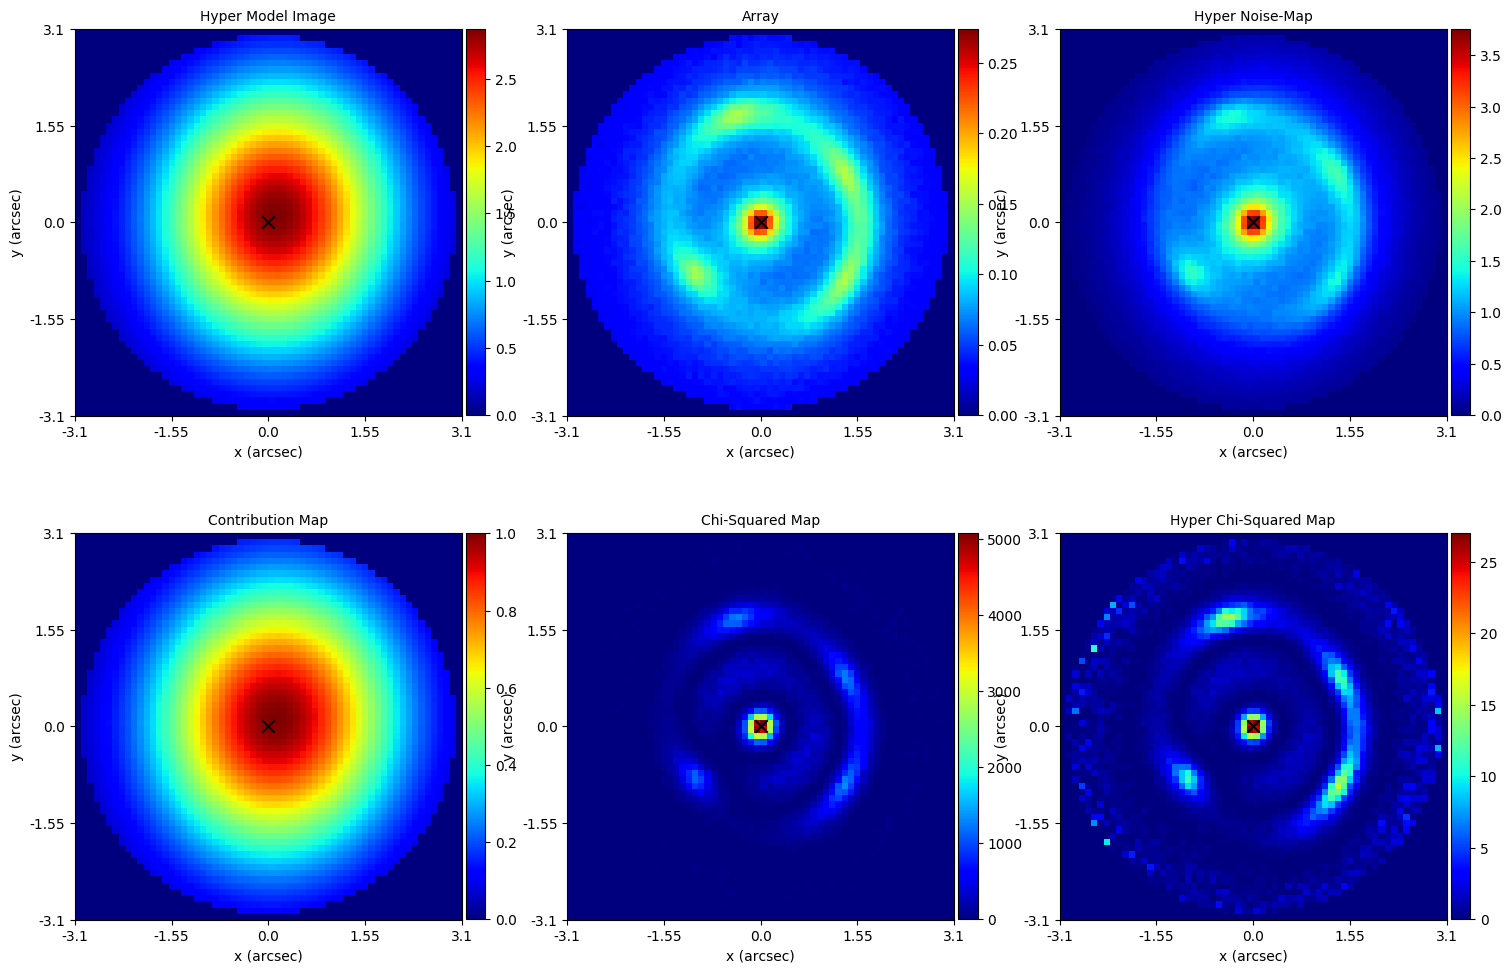 Hyper Model Image
3.1
1.55
0.0
-1.55
-3.1
y (arcsec)
-3.1 -1.55 0.0 1.55 3.1
x (arcsec)
2.5
2.0
1.5
1.0
0.5
0.0
Array
3.1
1.55
0.0
-1.55
-3.1
y (arcsec)
-3.1 -1.55 0.0 1.55 3.1
x (arcsec)
0.25
0.20
0.15
0.10
0.05
0.00
Hyper Noise-Map
3.1
1.55
0.0
-1.55
-3.1
y (arcsec)
-3.1 -1.55 0.0 1.55 3.1
x (arcsec)
3.5
3.0
2.5
2.0
1.5
1.0
0.5
0.0
Contribution Map
3.1
1.55
0.0
-1.55
-3.1
y (arcsec)
-3.1 -1.55 0.0 1.55 3.1
x (arcsec)
1.0
0.8
0.6
0.4
0.2
0.0
Chi-Squared Map
3.1
1.55
0.0
-1.55
-3.1
y (arcsec)
-3.1 -1.55 0.0 1.55 3.1
x (arcsec)
5000
4000
3000
2000
1000
0
Hyper Chi-Squared Map
3.1
1.55
0.0
-1.55
-3.1
y (arcsec)
-3.1 -1.55 0.0 1.55 3.1
x (arcsec)
25
20
15
10
5
0